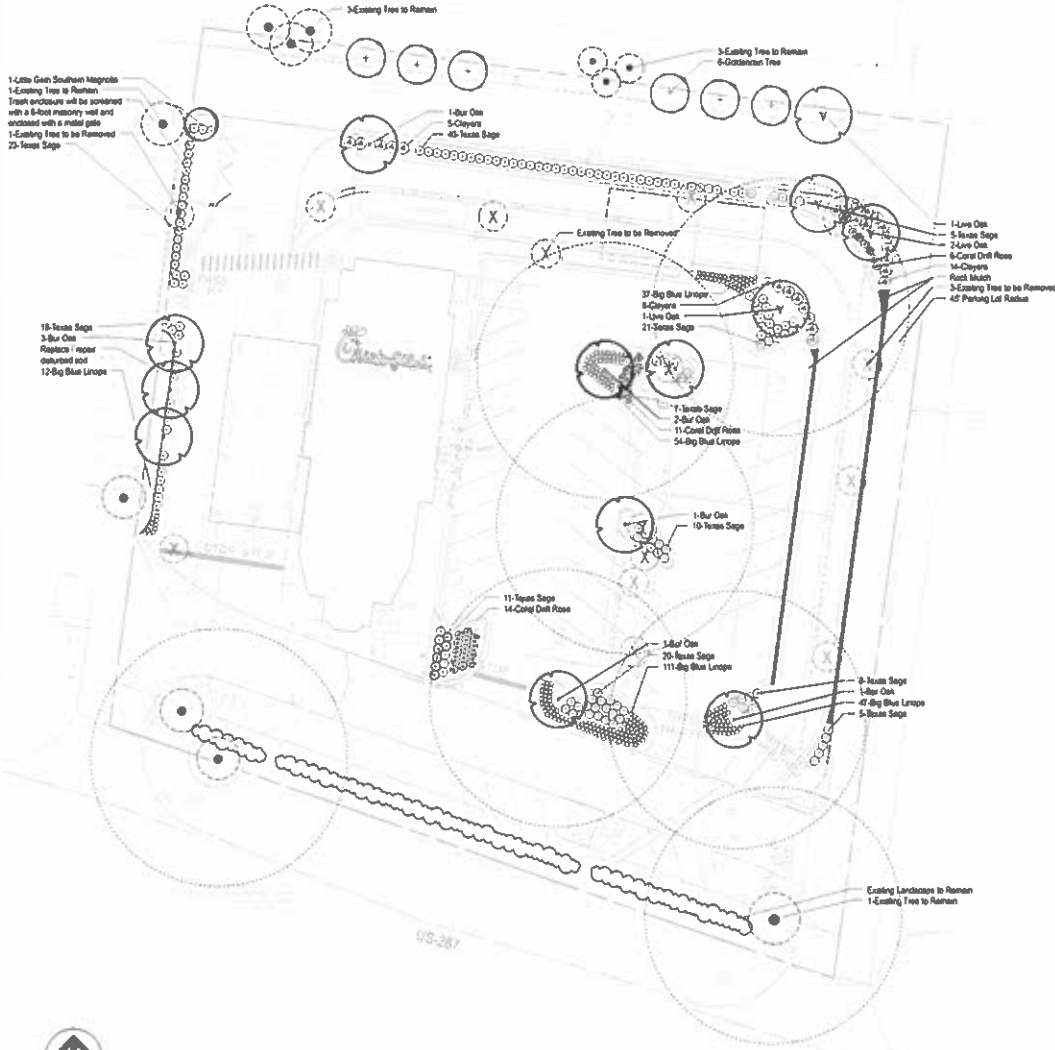 3-Existing Tree to Remain
3-Existing Tree to Remain
6-Goldenrain Tree
1-Little Gem Southern Magnolia
1-Existing Tree to Remain
Trash enclosure will be screened
with a 6-foot masonry wall and
enclosed with a metal gate
1-Existing Tree to be Removed
23-Texas Sage
1-Bur Oak
5-Cleyera
40-Texas Sage
Existing Tree to be Removed
1-Live Oak
5-Texas Sage
2-Live Oak
6-Coral Drift Rose
14-Cleyera
Rock Mulch
3-Existing Tree to be Removed
45' Parking Lot Radius
37-Big Blue Liriope
8-Cleyera
1-Live Oak
21-Texas Sage
18-Texas Sage
3-Bur Oak
Replace / repair
disturbed sod
12-Big Blue Liriope
Chick-fil-A
7-Texas Sage
2-Bur Oak
11-Coral Drift Rose
54-Big Blue Liriope
1-Bur Oak
10-Texas Sage
11-Texas Sage
14-Coral Drift Rose
1-Bur Oak
20-Texas Sage
111-Big Blue Liriope
8-Texas Sage
1-Bur Oak
47-Big Blue Liriope
5-Texas Sage
Existing Landscape to Remain
1-Existing Tree to Remain
US-287